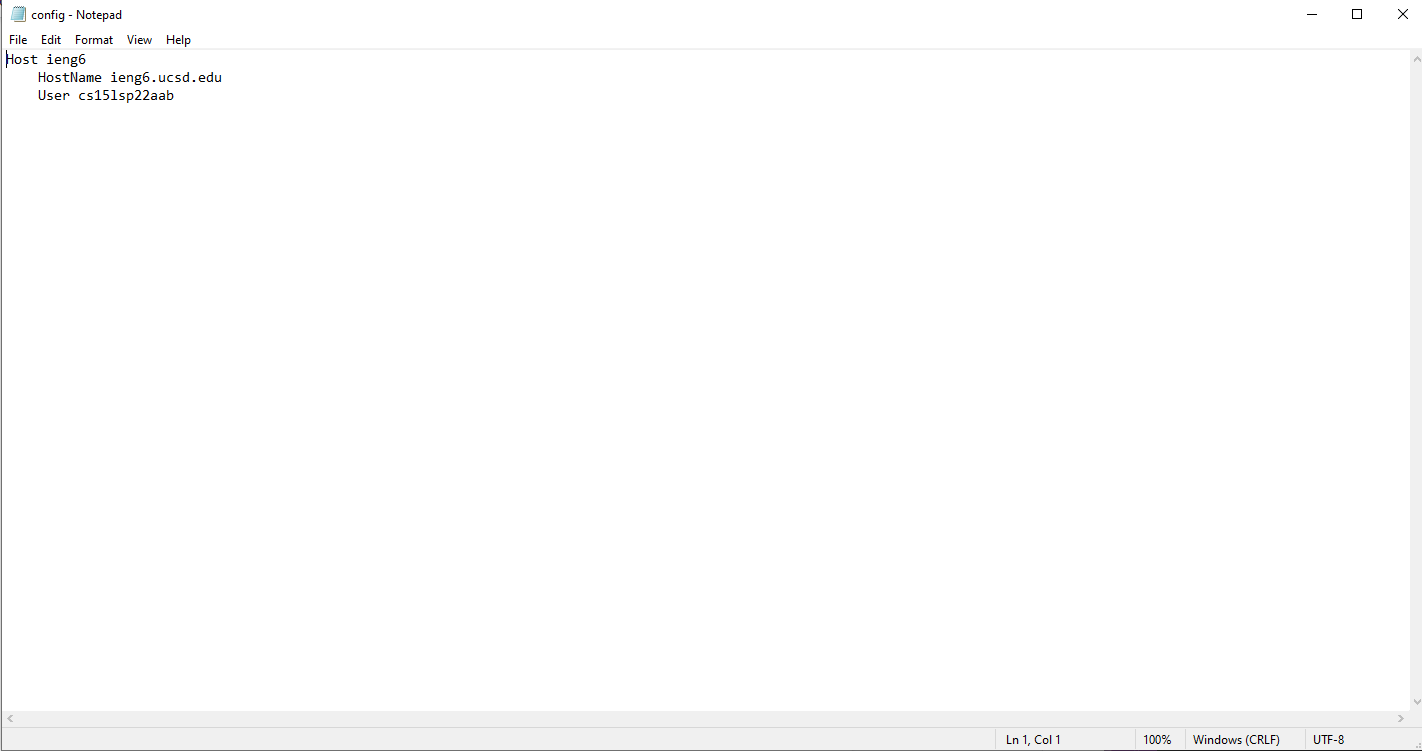 config - Notepad
File Edit Format View Help
Host ieng6
    HostName ieng6.ucsd.edu
    User cs15lsp22aab
Ln 1, Col 1 100% Windows (CRLF) UTF-8